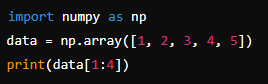 import numpy as np
data = np.array([1, 2, 3, 4, 5])
print(data[1:4])